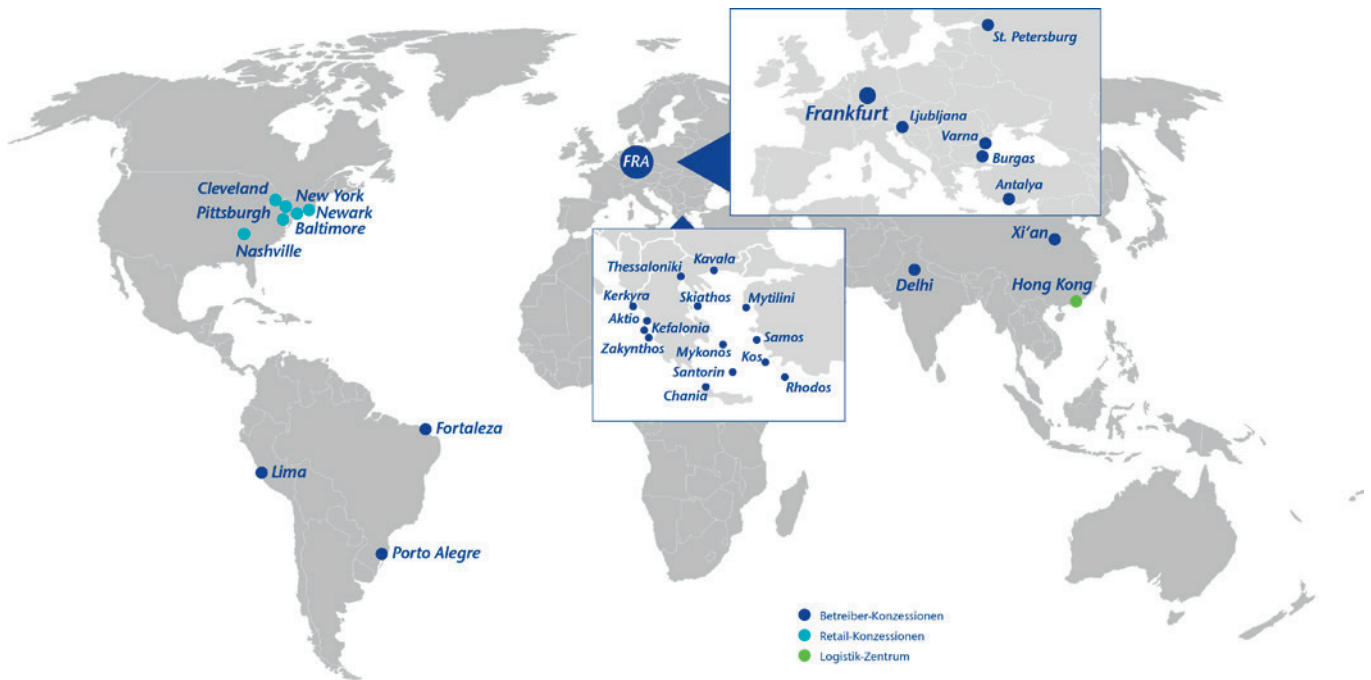 St. Petersburg
Frankfurt
Ljubljana
Varna
Burgas
Antalya
FRA
Cleveland
New York
Pittsburgh
Newark
Baltimore
Nashville
Xi‘an
Delhi
Hong Kong
Kavala
Thessaloniki
Kerkyra
Skiathos
Mytilini
Aktio
Kefalonia
Zakynthos
Mykonos
Samos
Kos
Santorin
Rhodos
Chania
Fortaleza
Lima
Porto Alegre
Betreiber-Konzessionen
Retail-Konzessionen
Logistik-Zentrum